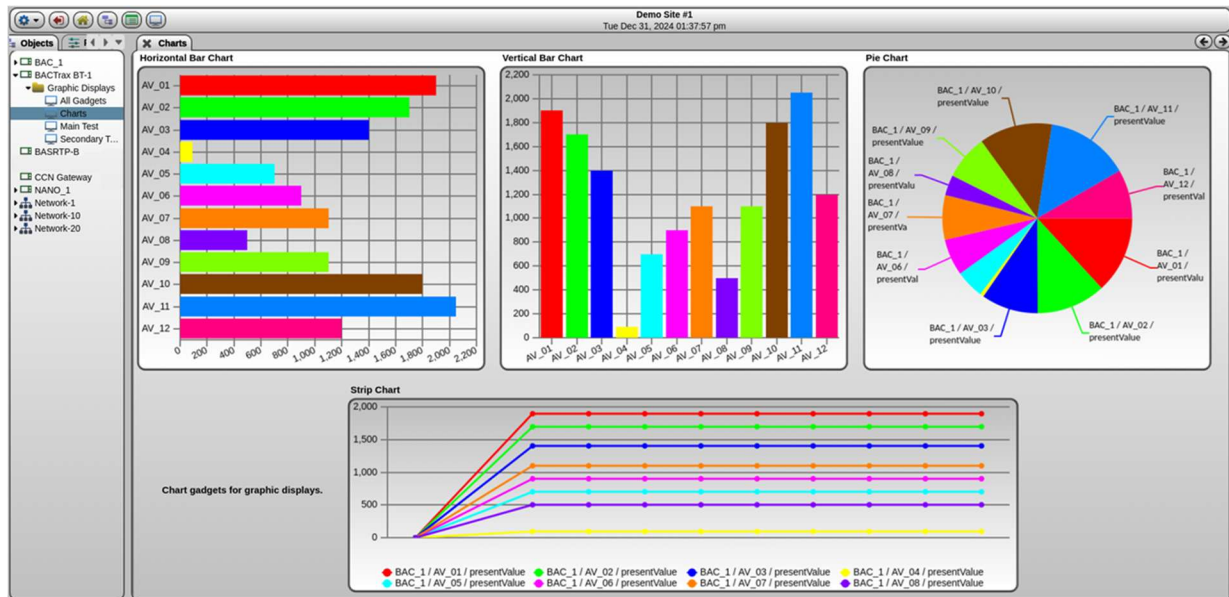 Demo Site #1
Tue Dec 31, 2024 01:37:57 pm
Objects
BAC_1
BACTrax BT-1
Graphic Displays
All Gadgets
Charts
Main Test
Secondary T...
BASRTP-B
CCN Gateway
NANO_1
Network-1
Network-10
Network-20
Charts
Horizontal Bar Chart
AV_01
AV_02
AV_03
AV_04
AV_05
AV_06
AV_07
AV_08
AV_09
AV_10
AV_11
AV_12
0 200 400 600 800 1,000 1,200 1,400 1,600 1,800 2,000 2,200
Vertical Bar Chart
2,200
2,000
1,800
1,600
1,400
1,200
1,000
800
600
400
200
0
AV_01 AV_02 AV_03 AV_04 AV_05 AV_06 AV_07 AV_08 AV_09 AV_10 AV_11 AV_12
Pie Chart
BAC_1 / AV_10 /
presentValue
BAC_1 / AV_11 /
presentValue
BAC_1 / AV_09 /
presentValue
BAC_1 /
AV_08 /
presentValu
BAC_1 /
AV_12 /
presentVal
BAC_1 /
AV_07 /
presentVa
BAC_1 /
AV_06 /
presentVal
BAC_1 /
AV_01 /
presentValu
BAC_1 / AV_03 /
presentValue
BAC_1 / AV_02 /
presentValue
Strip Chart
2,000
1,500
1,000
500
0
Chart gadgets for graphic displays.
BAC_1 / AV_01 / presentValue BAC_1 / AV_02 / presentValue BAC_1 / AV_03 / presentValue BAC_1 / AV_04 / presentValue
BAC_1 / AV_05 / presentValue BAC_1 / AV_06 / presentValue BAC_1 / AV_07 / presentValue BAC_1 / AV_08 / presentValue